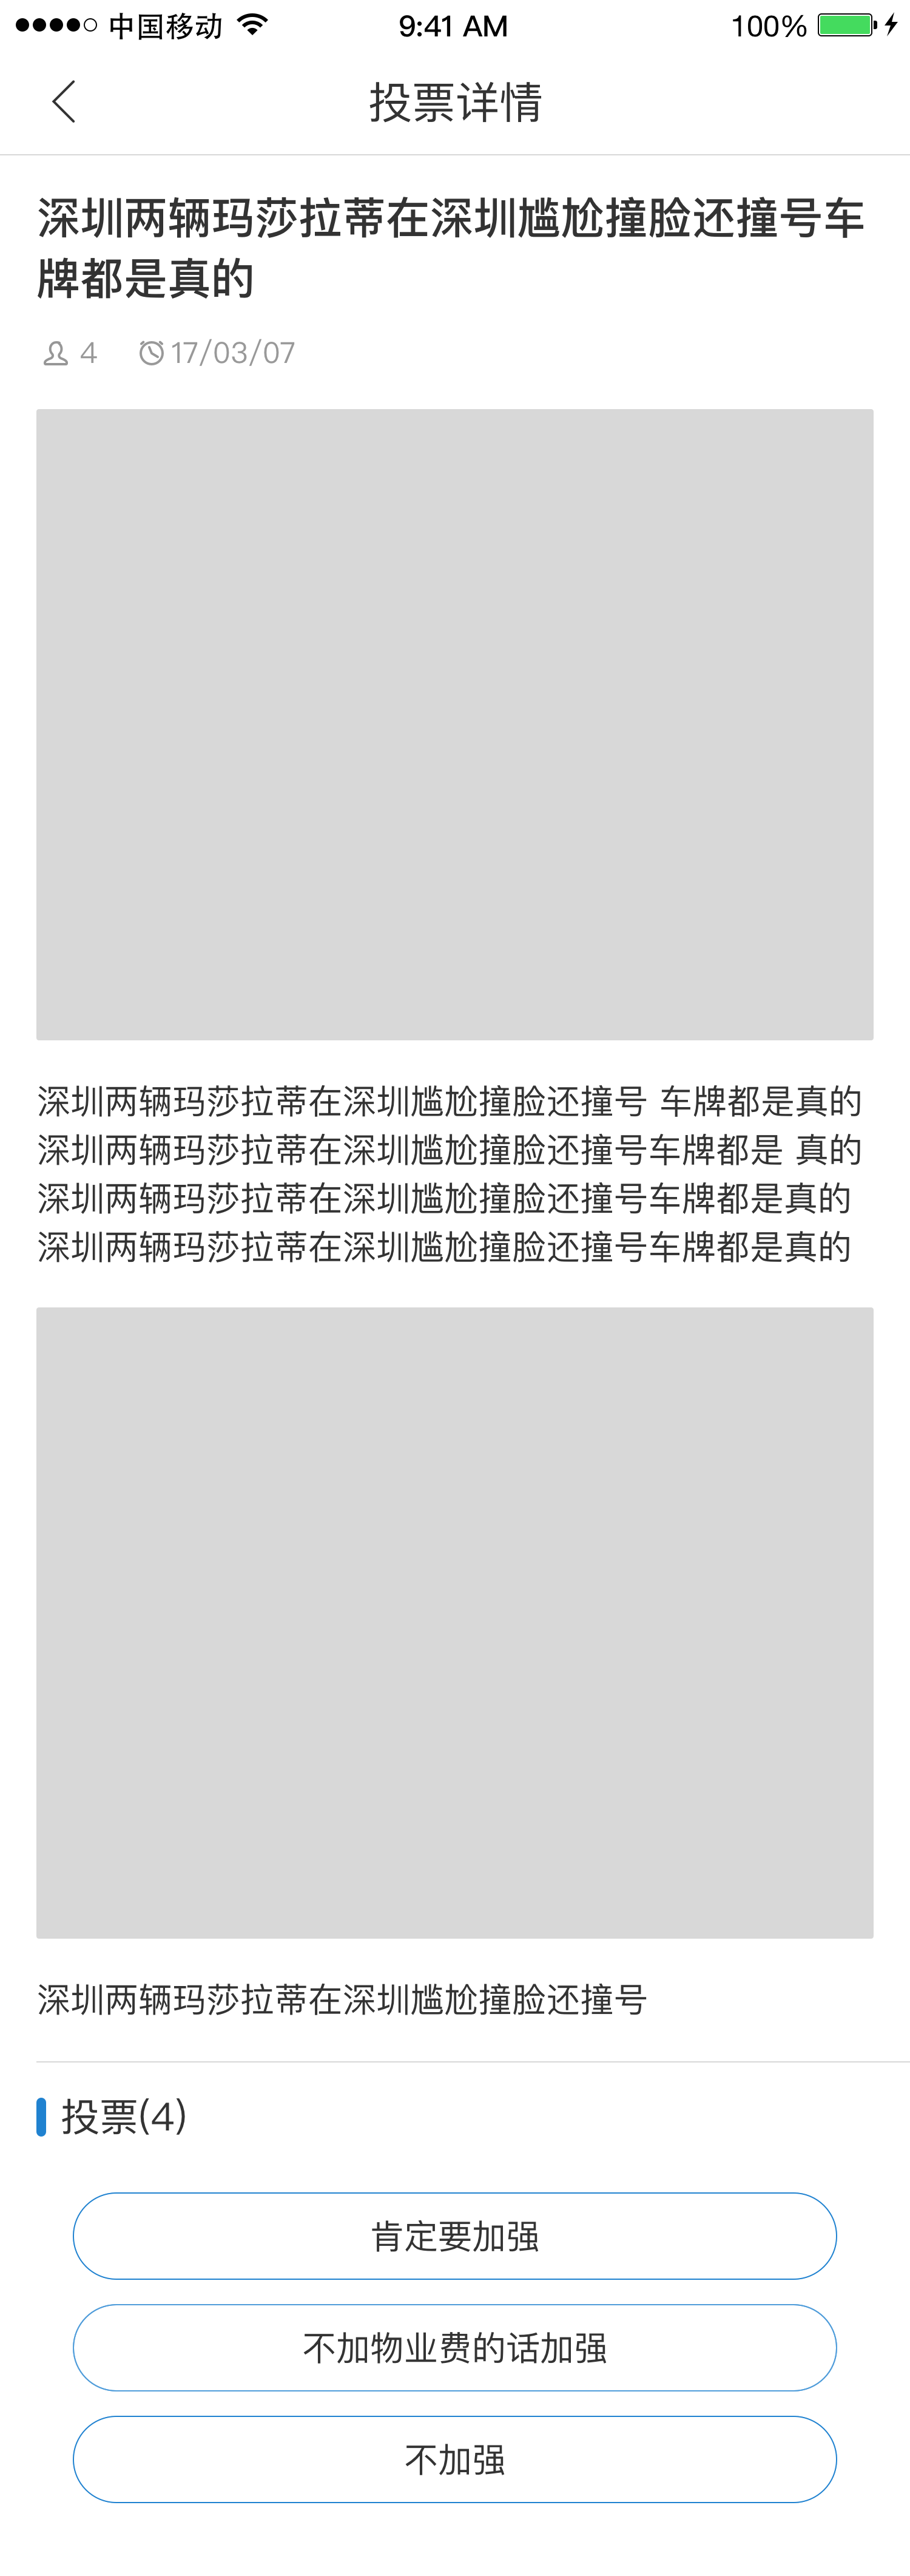 中国移动 9:41 AM 100%
投票详情
深圳两辆玛莎拉蒂在深圳尴尬撞脸还撞号车
牌都是真的
4 17/03/07
深圳两辆玛莎拉蒂在深圳尴尬撞脸还撞号 车牌都是真的
深圳两辆玛莎拉蒂在深圳尴尬撞脸还撞号车牌都是 真的
深圳两辆玛莎拉蒂在深圳尴尬撞脸还撞号车牌都是真的
深圳两辆玛莎拉蒂在深圳尴尬撞脸还撞号车牌都是真的
深圳两辆玛莎拉蒂在深圳尴尬撞脸还撞号
投票(4)
肯定要加强
不加物业费的话加强
不加强